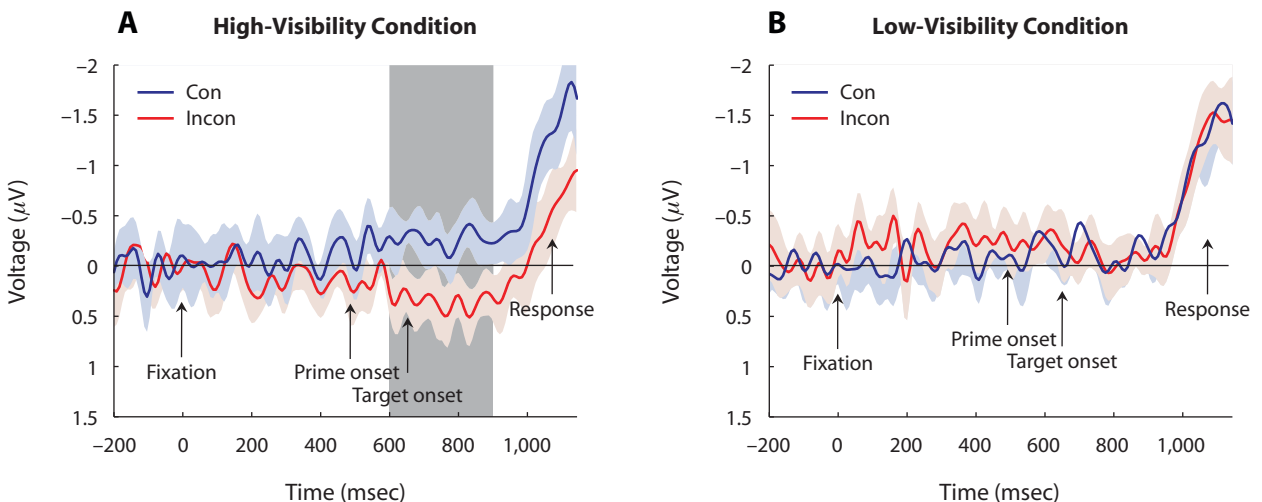 A High-Visibility Condition
Voltage (μV)
−2
−1.5
−1
−0.5
0
0.5
1
1.5
Con
Incon
Fixation
Prime onset
Target onset
Response
−200 0 200 400 600 800 1,000
Time (msec)
B Low-Visibility Condition
Voltage (μV)
−2
−1.5
−1
−0.5
0
0.5
1
1.5
Con
Incon
Fixation
Prime onset
Target onset
Response
−200 0 200 400 600 800 1,000
Time (msec)